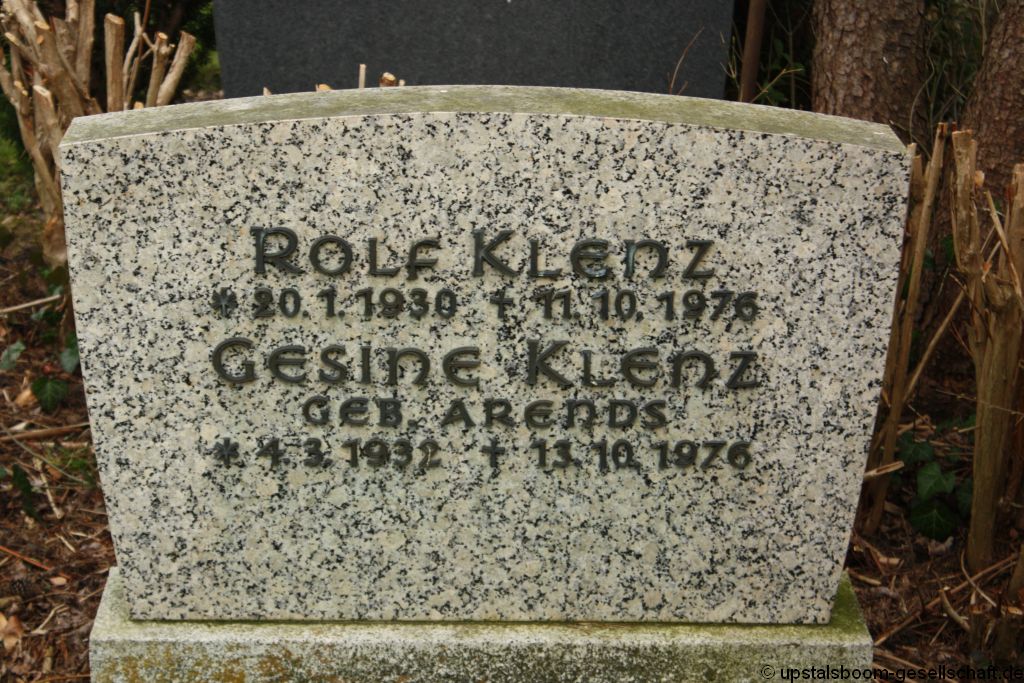 Rolf Klenz
* 20.1.1930 † 11.10.1976
Gesine Klenz
geb. Arends
* 4.3.1932 † 13.10.1976
© upstalsboom-gesellschaft.de